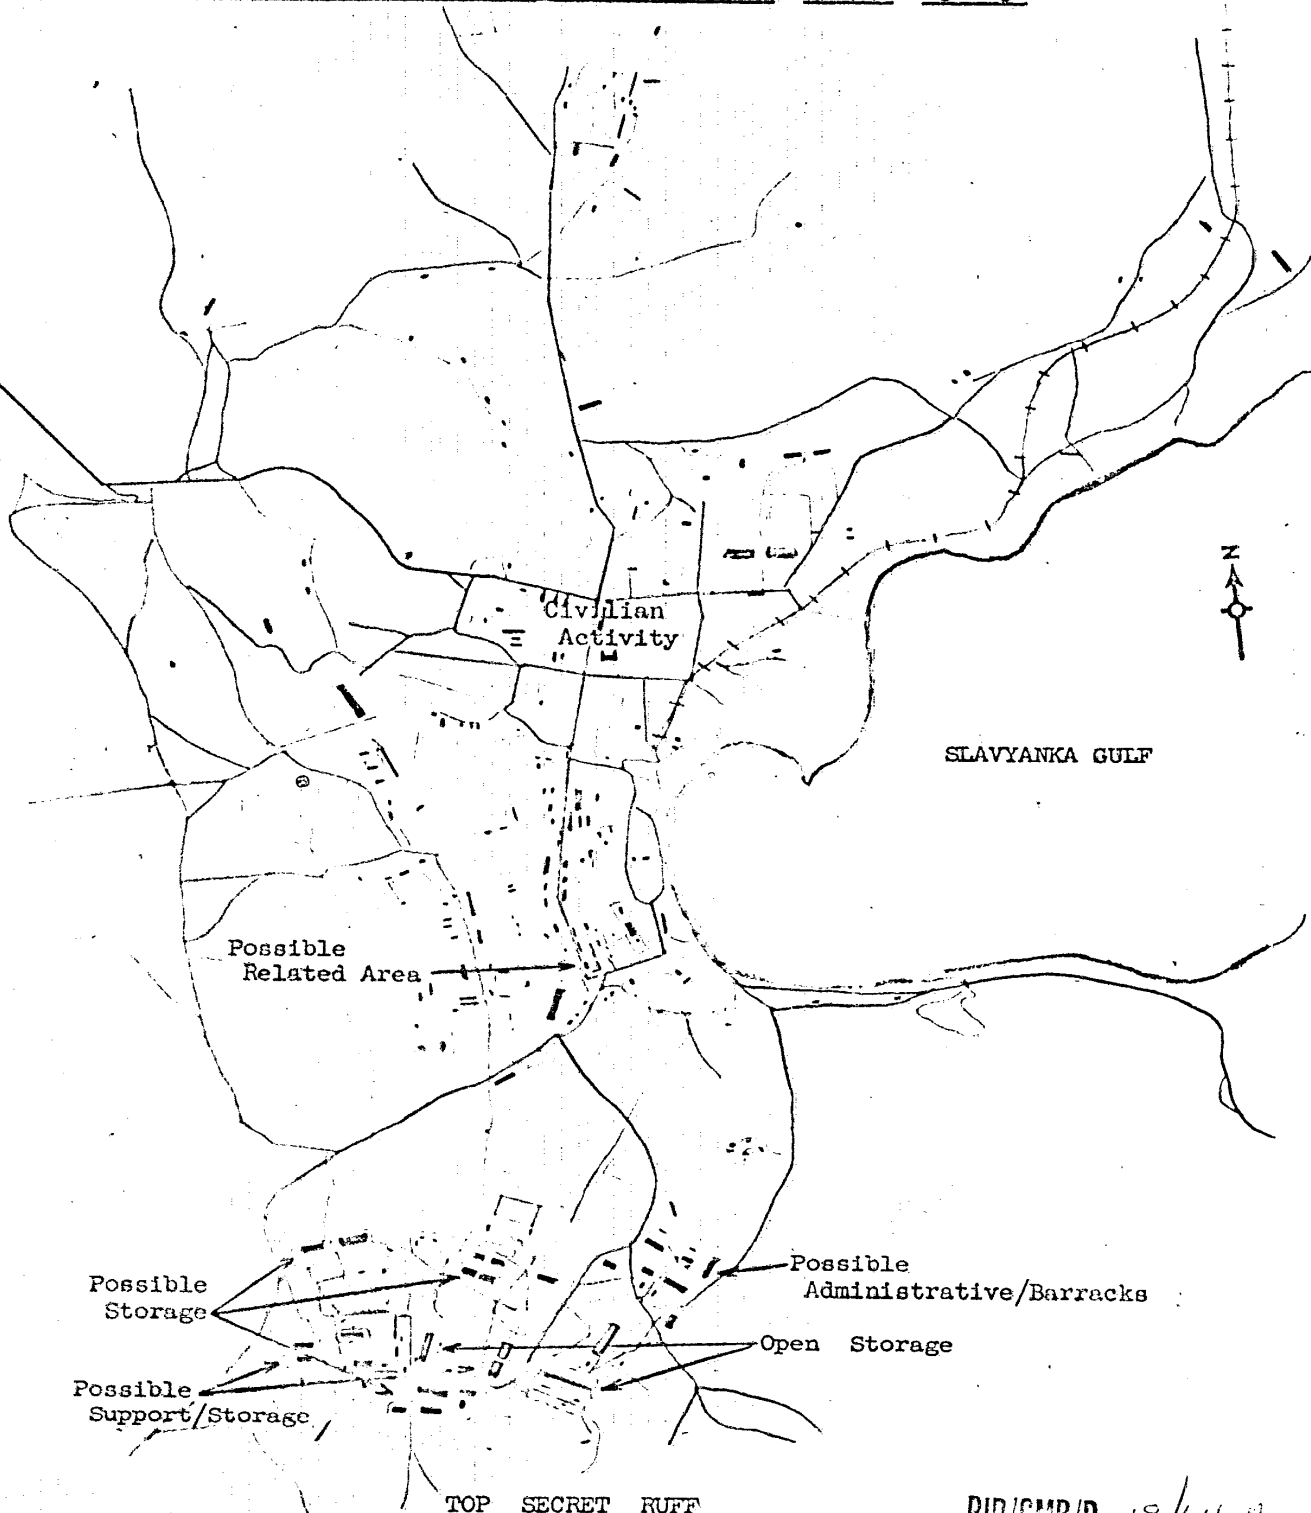 N
Civilian
Activity
SLAVYANKA GULF
Possible
Related Area
Possible
Storage
Possible
Administrative/Barracks
Open Storage
Possible
Support/Storage
TOP SECRET RUFF